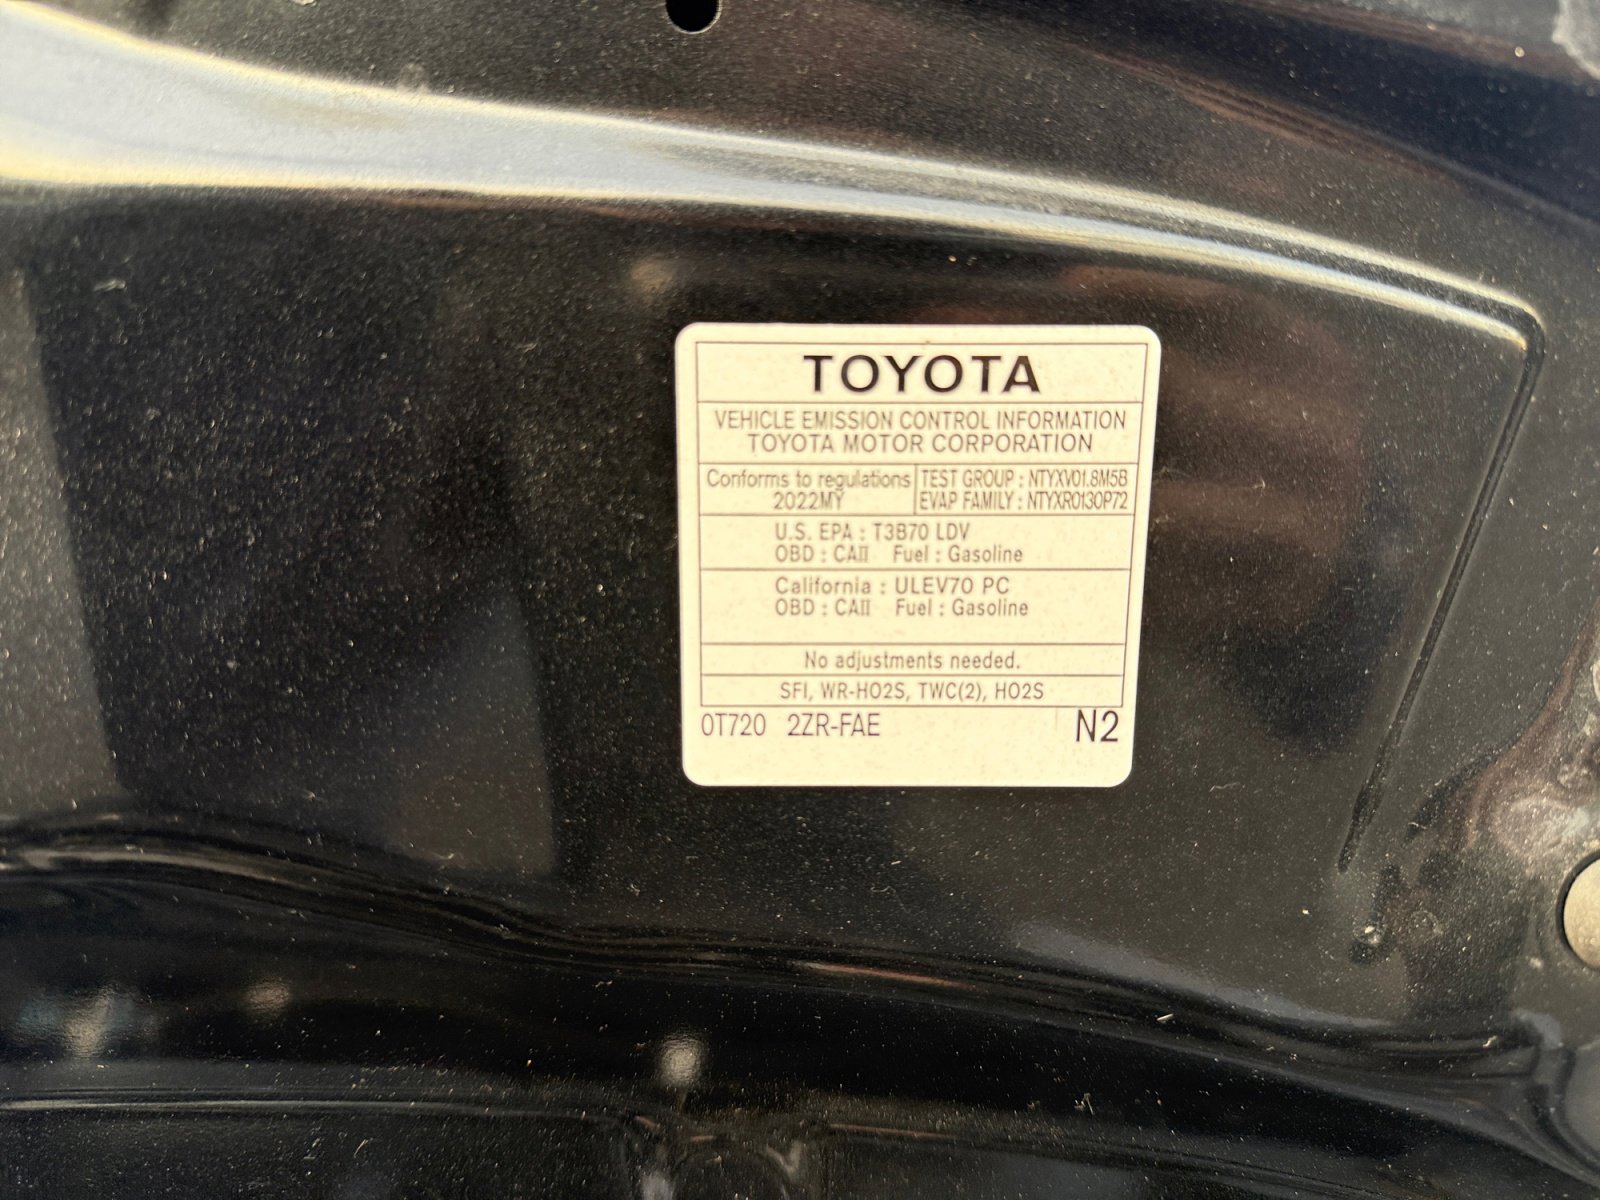 TOYOTA
VEHICLE EMISSION CONTROL INFORMATION
TOYOTA MOTOR CORPORATION
Conforms to regulations
2022MY
TEST GROUP : NTYXV01.8M5B
EVAP FAMILY : NTYXR0130P72
U.S. EPA : T3B70 LDV
OBD : CAII Fuel : Gasoline
California : ULEV70 PC
OBD : CAII Fuel : Gasoline
No adjustments needed.
SFI, WR-HO2S, TWC(2), HO2S
0T720 2ZR-FAE N2